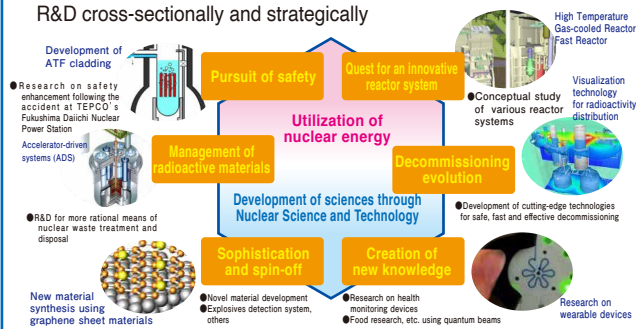 R&D cross-sectionally and strategically
Development of
ATF cladding
●Research on safety
enhancement following the
accident at TEPCO's
Fukushima Daiichi Nuclear
Power Station
Accelerator-driven
systems (ADS)
●R&D for more rational means of
nuclear waste treatment and
disposal
New material
synthesis using
graphene sheet materials
Pursuit of safety
Quest for an innovative
reactor system
Utilization of
nuclear energy
Management of
radioactive materials
Decommissioning
evolution
Development of sciences through
Nuclear Science and Technology
Sophistication
and spin-off
Creation of
new knowledge
●Novel material development
●Explosives detection system,
others
●Research on health
monitoring devices
●Food research, etc. using quantum beams
High Temperature
Gas-cooled Reactor
Fast Reactor
●Conceptual study
of various reactor
systems
Visualization
technology
for radioactivity
distribution
●Development of cutting-edge technologies
for safe, fast and effective decommissioning
Research on
wearable devices